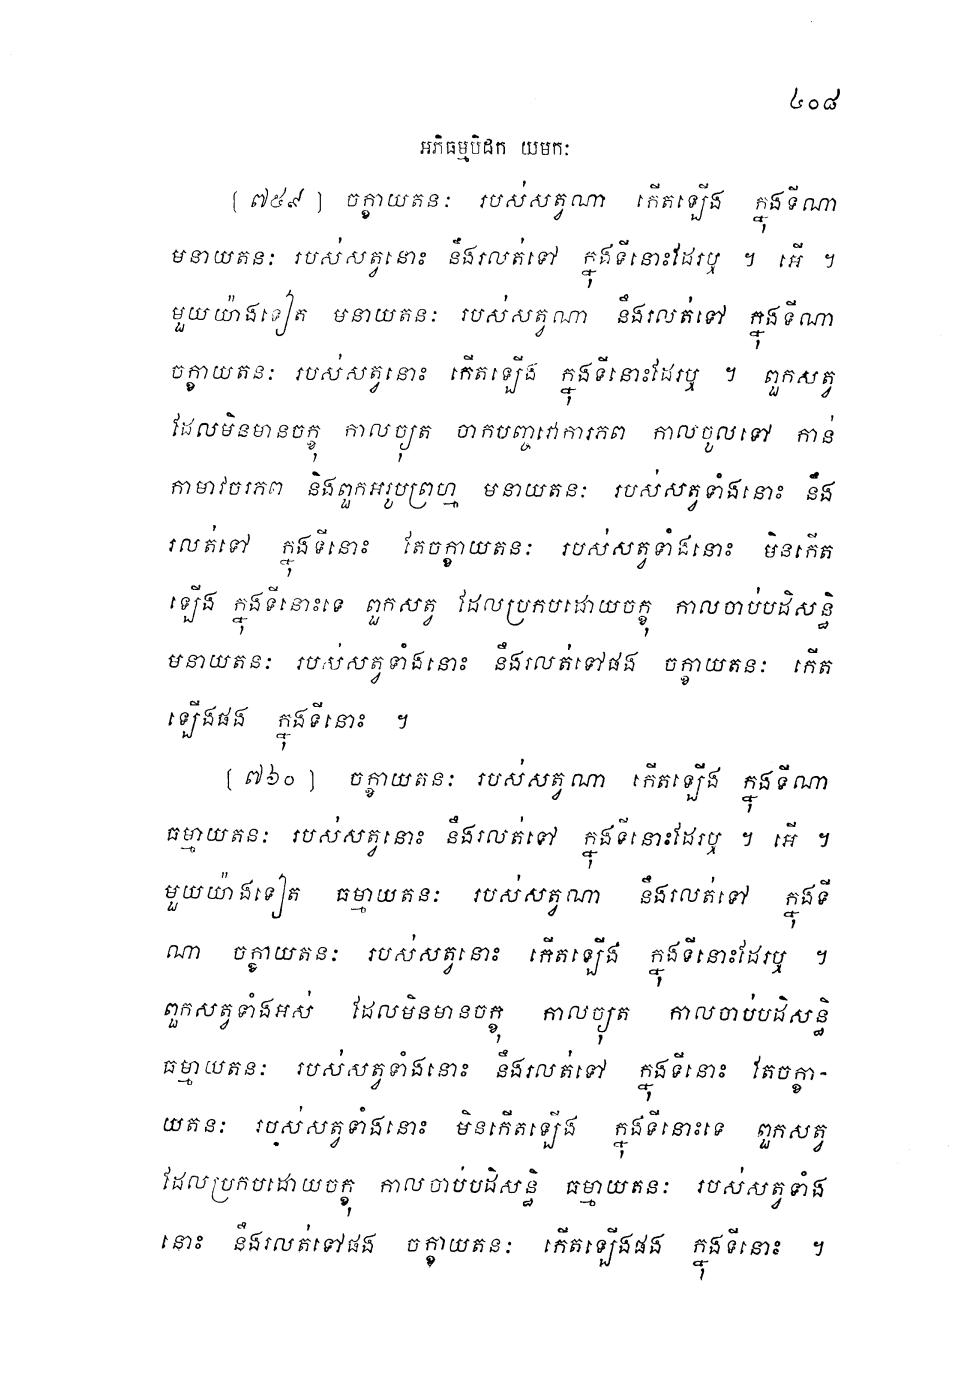 ៤០៨
អភិធម្មបិដក យមកៈ
(៧៥៩) ចក្ខាយតនៈ របស់សត្វណា កើតឡើង ក្នុងទីណា
មនាយតនៈ របស់សត្វនោះ នឹងរលត់ទៅ ក្នុងទីនោះដែរឬ ។ អើ ។
មួយយ៉ាងទៀត មនាយតនៈ របស់សត្វណា នឹងរលត់ទៅ ក្នុងទីណា
ចក្ខាយតនៈ របស់សត្វនោះ កើតឡើង ក្នុងទីនោះដែរឬ ។ ពួកសត្វ
ដែលមិនមានចក្ខុ កាលច្យុត ចាកបញ្ចវោការភព កាលចូលទៅ កាន់
កាមាវចរភព និងពួកអរូបព្រហ្ម មនាយតនៈ របស់សត្វទាំងនោះ នឹង
រលត់ទៅ ក្នុងទីនោះ តែចក្ខាយតនៈ របស់សត្វទាំងនោះ មិនកើត
ឡើង ក្នុងទីនោះទេ ពួកសត្វ ដែលប្រកបដោយចក្ខុ កាលចាប់បដិសន្ធិ
មនាយតនៈ របស់សត្វទាំងនោះ នឹងរលត់ទៅផង ចក្ខាយតនៈ កើត
ឡើងផង ក្នុងទីនោះ ។
(៧៦០) ចក្ខាយតនៈ របស់សត្វណា កើតឡើង ក្នុងទីណា
ធម្មាយតនៈ របស់សត្វនោះ នឹងរលត់ទៅ ក្នុងទីនោះដែរឬ ។ អើ ។
មួយយ៉ាងទៀត ធម្មាយតនៈ របស់សត្វណា នឹងរលត់ទៅ ក្នុងទី
ណា ចក្ខាយតនៈ របស់សត្វនោះ កើតឡើង ក្នុងទីនោះដែរឬ ។
ពួកសត្វទាំងអស់ ដែលមិនមានចក្ខុ កាលច្យុត កាលចាប់បដិសន្ធិ
ធម្មាយតនៈ របស់សត្វទាំងនោះ នឹងរលត់ទៅ ក្នុងទីនោះ តែចក្ខា-
យតនៈ របស់សត្វទាំងនោះ មិនកើតឡើង ក្នុងទីនោះទេ ពួកសត្វ
ដែលប្រកបដោយចក្ខុ កាលចាប់បដិសន្ធិ ធម្មាយតនៈ របស់សត្វទាំង
នោះ នឹងរលត់ទៅផង ចក្ខាយតនៈ កើតឡើងផង ក្នុងទីនោះ ។